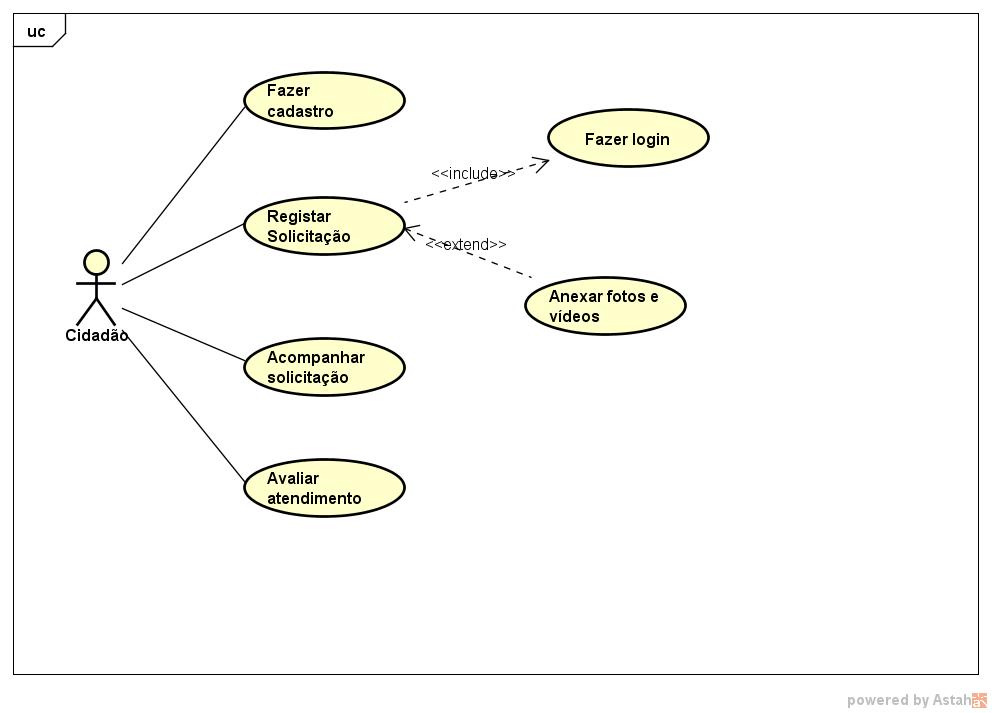 uc
Fazer
cadastro
Fazer login
<<include>>
Registar
Solicitação
<<extend>>
Anexar fotos e
vídeos
Cidadão
Acompanhar
solicitação
Avaliar
atendimento
powered by Astah